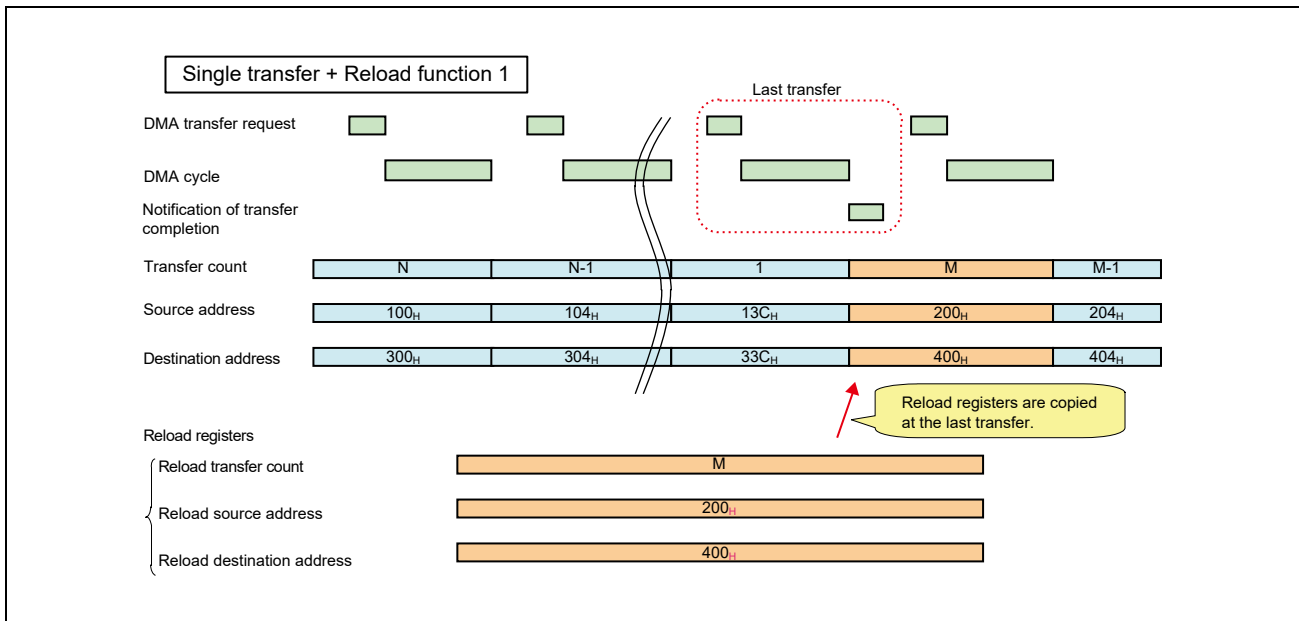 Single transfer + Reload function 1
Last transfer
DMA transfer request
DMA cycle
Notification of transfer
completion
Transfer count
N
N-1
1
M
M-1
Source address
100H
104H
13CH
200H
204H
Destination address
300H
304H
33CH
400H
404H
Reload registers are copied
at the last transfer.
Reload registers
Reload transfer count
M
Reload source address
200H
Reload destination address
400H